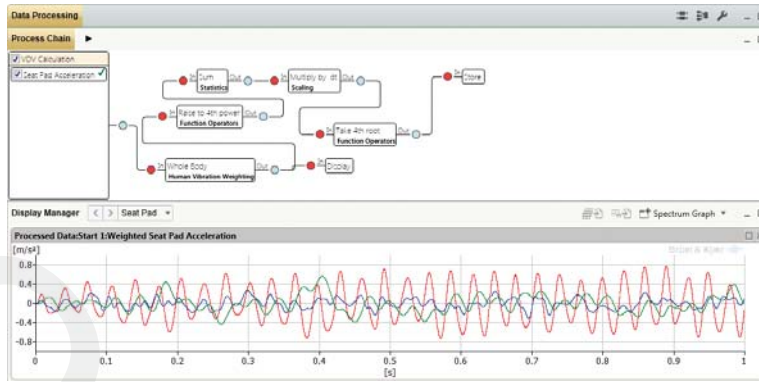 Data Processing
Process Chain
VDV Calculation
Seat Pad Acceleration
In Sum Out
Statistics
In Multiply by dt Out
Scaling
In Store
In Raise to 4th power Out
Function Operators
In Take 4th root Out
Function Operators
In Whole Body Out
Human Vibration Weighting
In Display
Display Manager < > Seat Pad Spectrum Graph
Processed Data:Start 1:Weighted Seat Pad Acceleration
[m/s²]
Brüel & Kjær
0.8
0.4
0
-0.4
-0.8
0 0.1 0.2 0.3 0.4 0.5 0.6 0.7 0.8 0.9 1
[s]